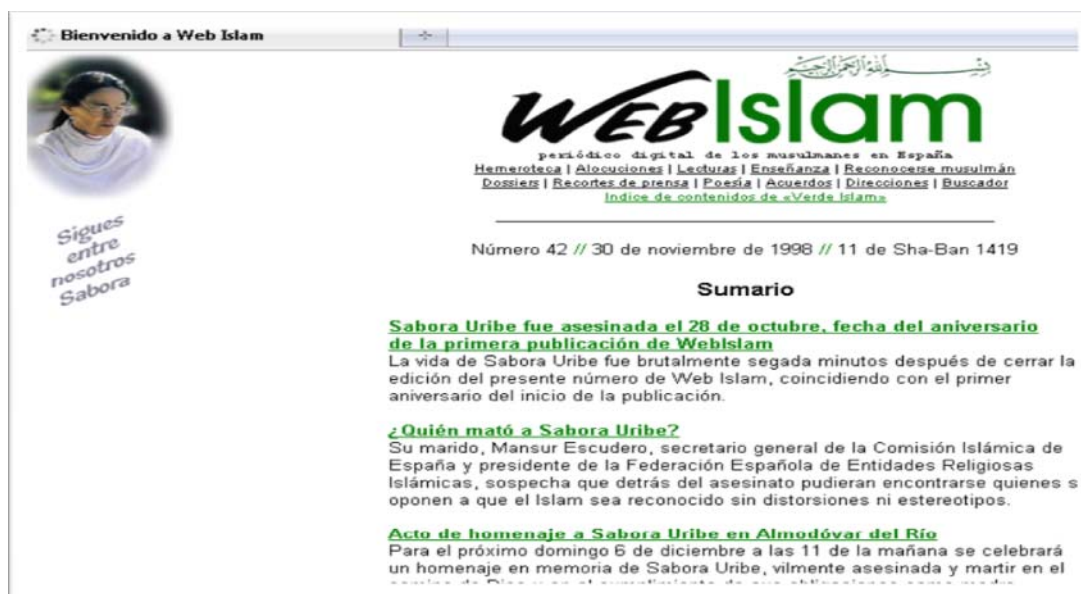 Bienvenido a Web Islam
بسم الله الرحمن الرحيم
WEBIslam
periódico digital de los musulmanes en España
Hemeroteca | Alocuciones | Lecturas | Enseñanza | Reconocerse musulmán
Dossiers | Recortes de prensa | Poesía | Acuerdos | Direcciones | Buscador
Indice de contenidos de «Verde Islam»
Sigues
entre
nosotros
Sabora
Número 42 // 30 de noviembre de 1998 // 11 de Sha-Ban 1419
Sumario
Sabora Uribe fue asesinada el 28 de octubre, fecha del aniversario
de la primera publicación de WebIslam
La vida de Sabora Uribe fue brutalmente segada minutos después de cerrar la
edición del presente número de Web Islam, coincidiendo con el primer
aniversario del inicio de la publicación.
¿Quién mató a Sabora Uribe?
Su marido, Mansur Escudero, secretario general de la Comisión Islámica de
España y presidente de la Federación Española de Entidades Religiosas
Islámicas, sospecha que detrás del asesinato pudieran encontrarse quienes s
oponen a que el Islam sea reconocido sin distorsiones ni estereotipos.
Acto de homenaje a Sabora Uribe en Almodóvar del Río
Para el próximo domingo 6 de diciembre a las 11 de la mañana se celebrará
un homenaje en memoria de Sabora Uribe, vilmente asesinada y martir en el